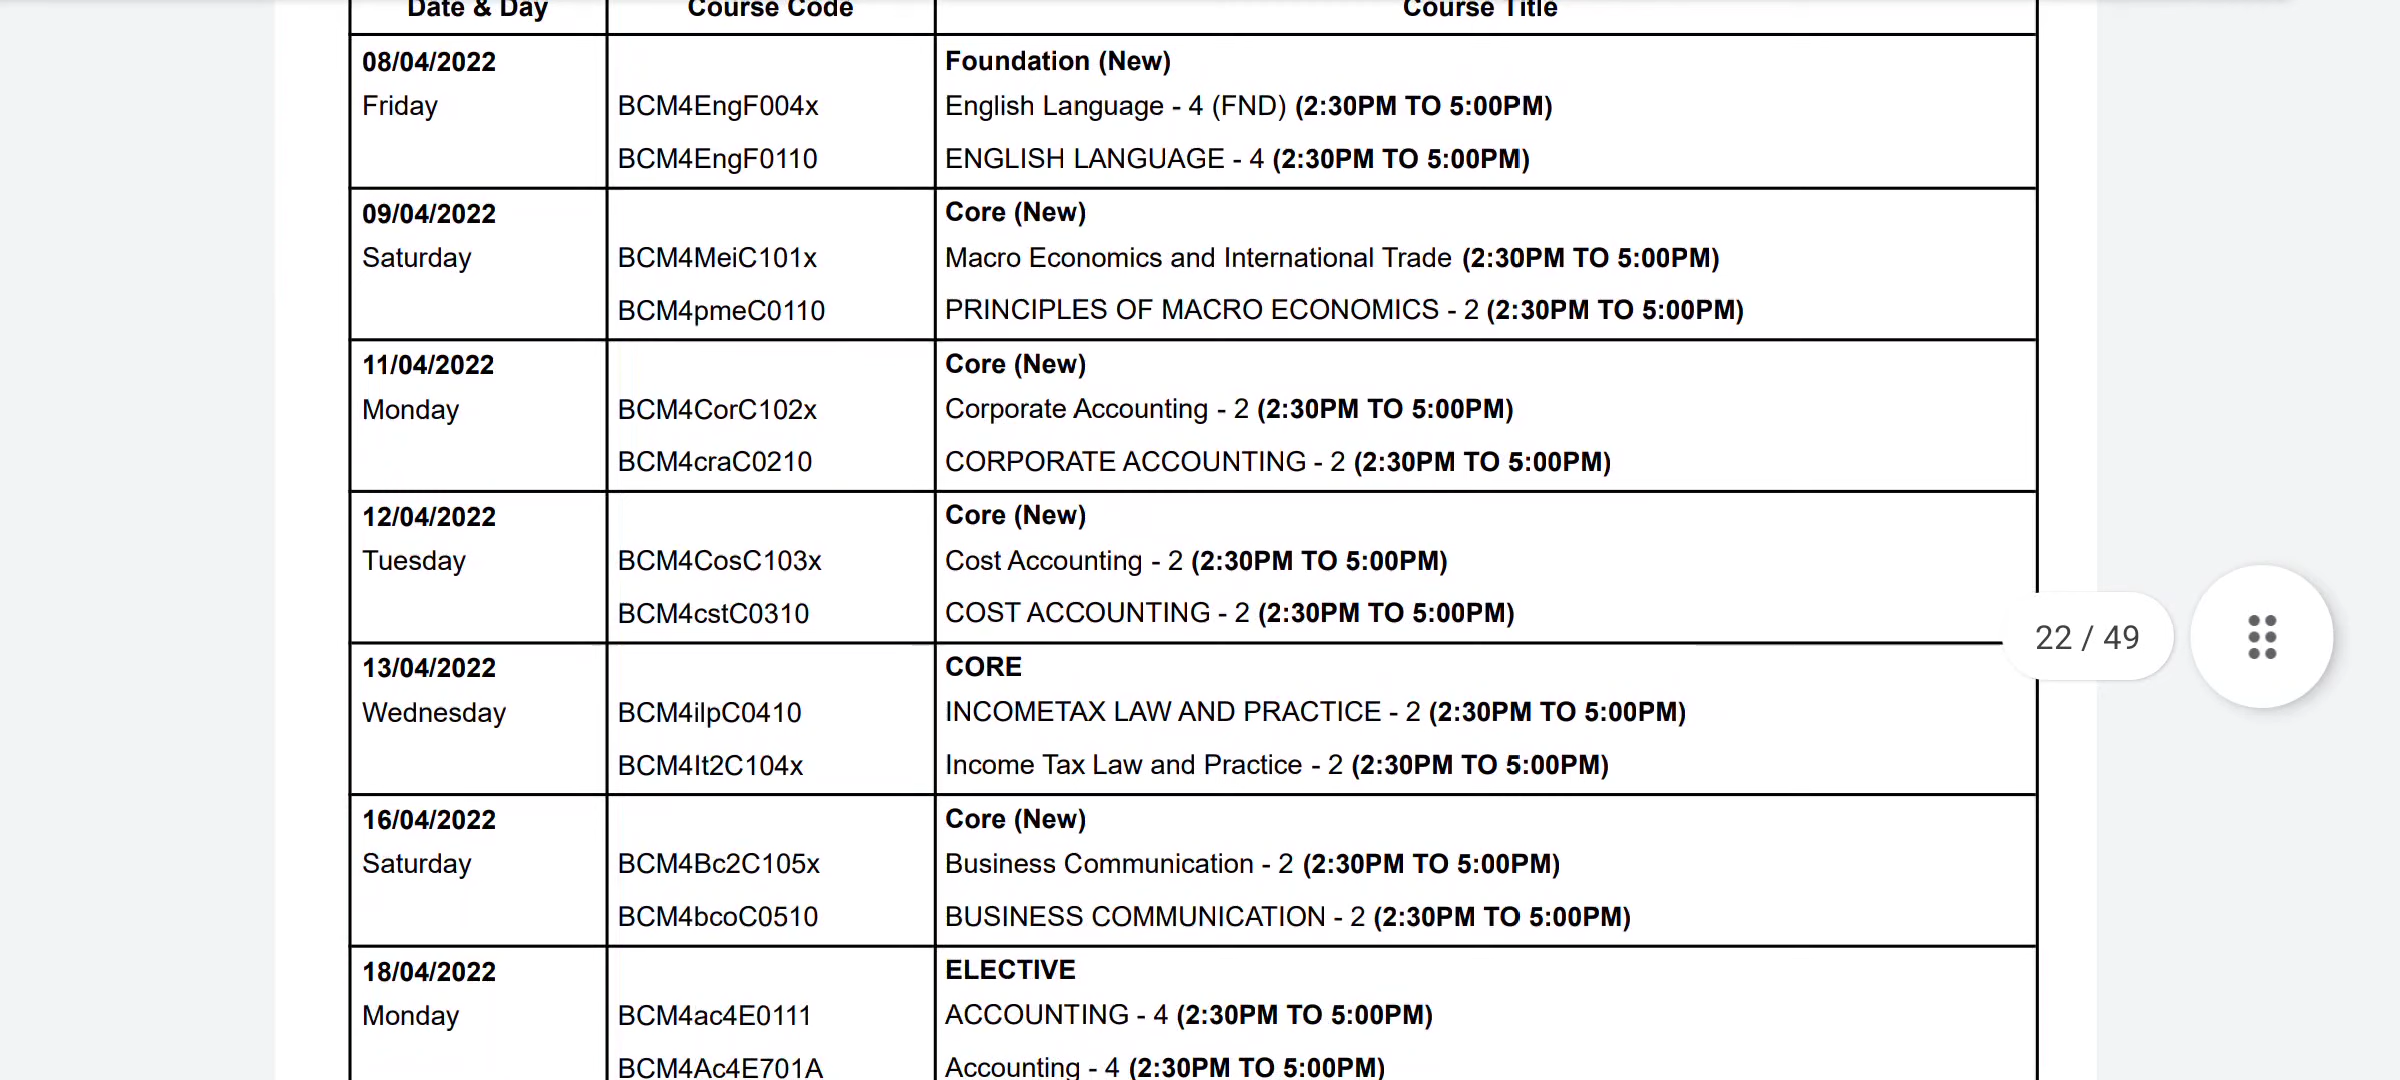 Date & Day Course Code Course Title
08/04/2022 Foundation (New)
Friday BCM4EngF004x English Language - 4 (FND) (2:30PM TO 5:00PM)
BCM4EngF0110 ENGLISH LANGUAGE - 4 (2:30PM TO 5:00PM)
09/04/2022 Core (New)
Saturday BCM4MeiC101x Macro Economics and International Trade (2:30PM TO 5:00PM)
BCM4pmeC0110 PRINCIPLES OF MACRO ECONOMICS - 2 (2:30PM TO 5:00PM)
11/04/2022 Core (New)
Monday BCM4CorC102x Corporate Accounting - 2 (2:30PM TO 5:00PM)
BCM4craC0210 CORPORATE ACCOUNTING - 2 (2:30PM TO 5:00PM)
12/04/2022 Core (New)
Tuesday BCM4CosC103x Cost Accounting - 2 (2:30PM TO 5:00PM)
BCM4cstC0310 COST ACCOUNTING - 2 (2:30PM TO 5:00PM)
22 / 49
13/04/2022 CORE
Wednesday BCM4ilpC0410 INCOMETAX LAW AND PRACTICE - 2 (2:30PM TO 5:00PM)
BCM4It2C104x Income Tax Law and Practice - 2 (2:30PM TO 5:00PM)
16/04/2022 Core (New)
Saturday BCM4Bc2C105x Business Communication - 2 (2:30PM TO 5:00PM)
BCM4bcoC0510 BUSINESS COMMUNICATION - 2 (2:30PM TO 5:00PM)
18/04/2022 ELECTIVE
Monday BCM4ac4E0111 ACCOUNTING - 4 (2:30PM TO 5:00PM)
BCM4Ac4E701A Accounting - 4 (2:30PM TO 5:00PM)